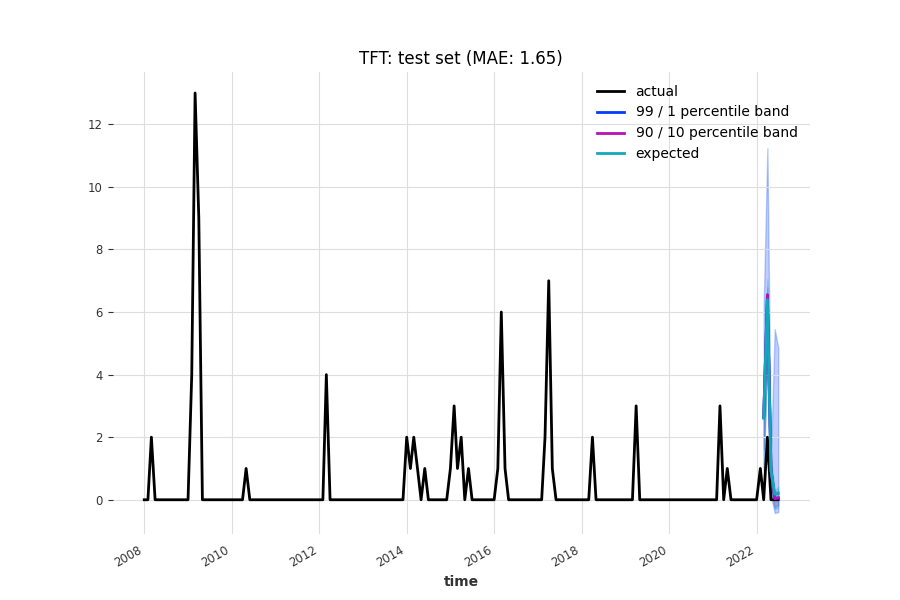 TFT: test set (MAE: 1.65)
actual
99 / 1 percentile band
90 / 10 percentile band
expected
12
10
8
6
4
2
0
2008
2010
2012
2014
2016
2018
2020
2022
time